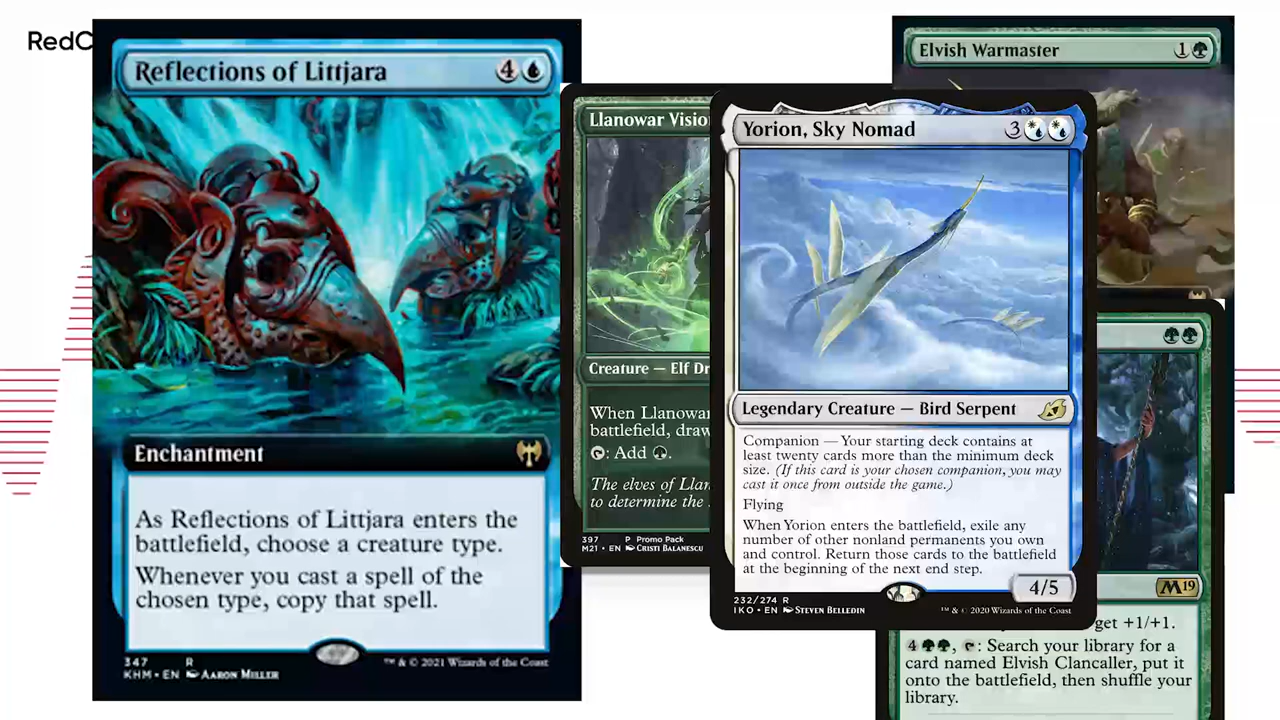 RedC
Reflections of Littjara 4
Enchantment
As Reflections of Littjara enters the
battlefield, choose a creature type.
Whenever you cast a spell of the
chosen type, copy that spell.
347 R
KHM • EN AARON MILLER
™ & © 2021 Wizards of the Coast
Llanowar Visio
Creature — Elf Dr
When Llanowar
battlefield, draw
: Add
The elves of Llan
to determine the
397 P Promo Pack
M21 • EN CRISTI BALANESCU
Yorion, Sky Nomad 3
Legendary Creature — Bird Serpent
Companion — Your starting deck contains at
least twenty cards more than the minimum deck
size. (If this card is your chosen companion, you may
cast it once from outside the game.)
Flying
When Yorion enters the battlefield, exile any
number of other nonland permanents you own
and control. Return those cards to the battlefield
at the beginning of the next end step.
4/5
232/274 R
IKO • EN STEVEN BELLEDIN
™ & © 2020 Wizards of the Coast
Elvish Warmaster 1
M19
get +1/+1.
4 , : Search your library for a
card named Elvish Clancaller, put it
onto the battlefield, then shuffle your
library.